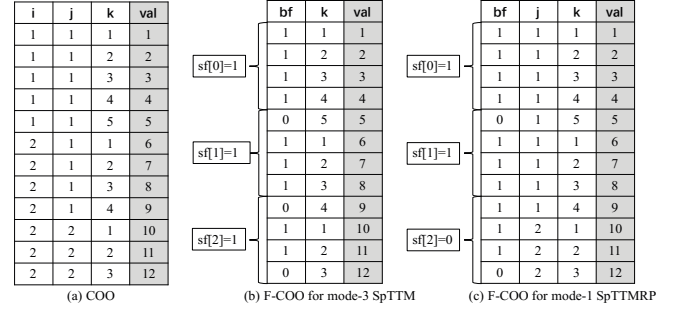 i j k val
1 1 1 1
1 1 2 2
1 1 3 3
1 1 4 4
1 1 5 5
2 1 1 6
2 1 2 7
2 1 3 8
2 1 4 9
2 2 1 10
2 2 2 11
2 2 3 12
(a) COO
bf k val
1 1 1
1 2 2
1 3 3
1 4 4
0 5 5
1 1 6
1 2 7
1 3 8
0 4 9
1 1 10
1 2 11
0 3 12
sf[0]=1
sf[1]=1
sf[2]=1
(b) F-COO for mode-3 SpTTM
bf j k val
1 1 1 1
1 1 2 2
1 1 3 3
1 1 4 4
0 1 5 5
1 1 1 6
1 1 2 7
1 1 3 8
1 1 4 9
1 2 1 10
1 2 2 11
0 2 3 12
sf[0]=1
sf[1]=1
sf[2]=0
(c) F-COO for mode-1 SpTTMRP